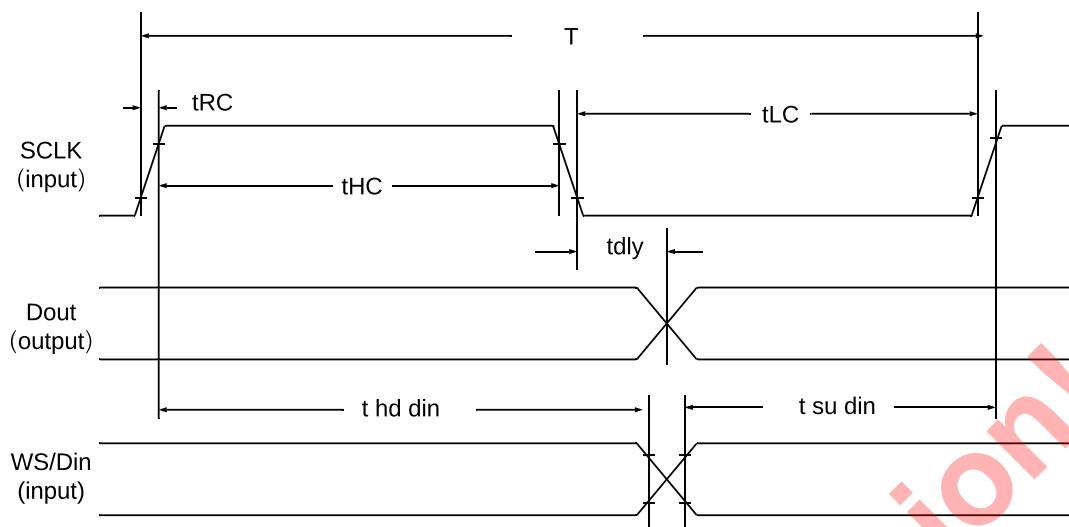 T
tRC
tLC
SCLK
（input）
tHC
tdly
Dout
（output）
t hd din
t su din
WS/Din
(input)